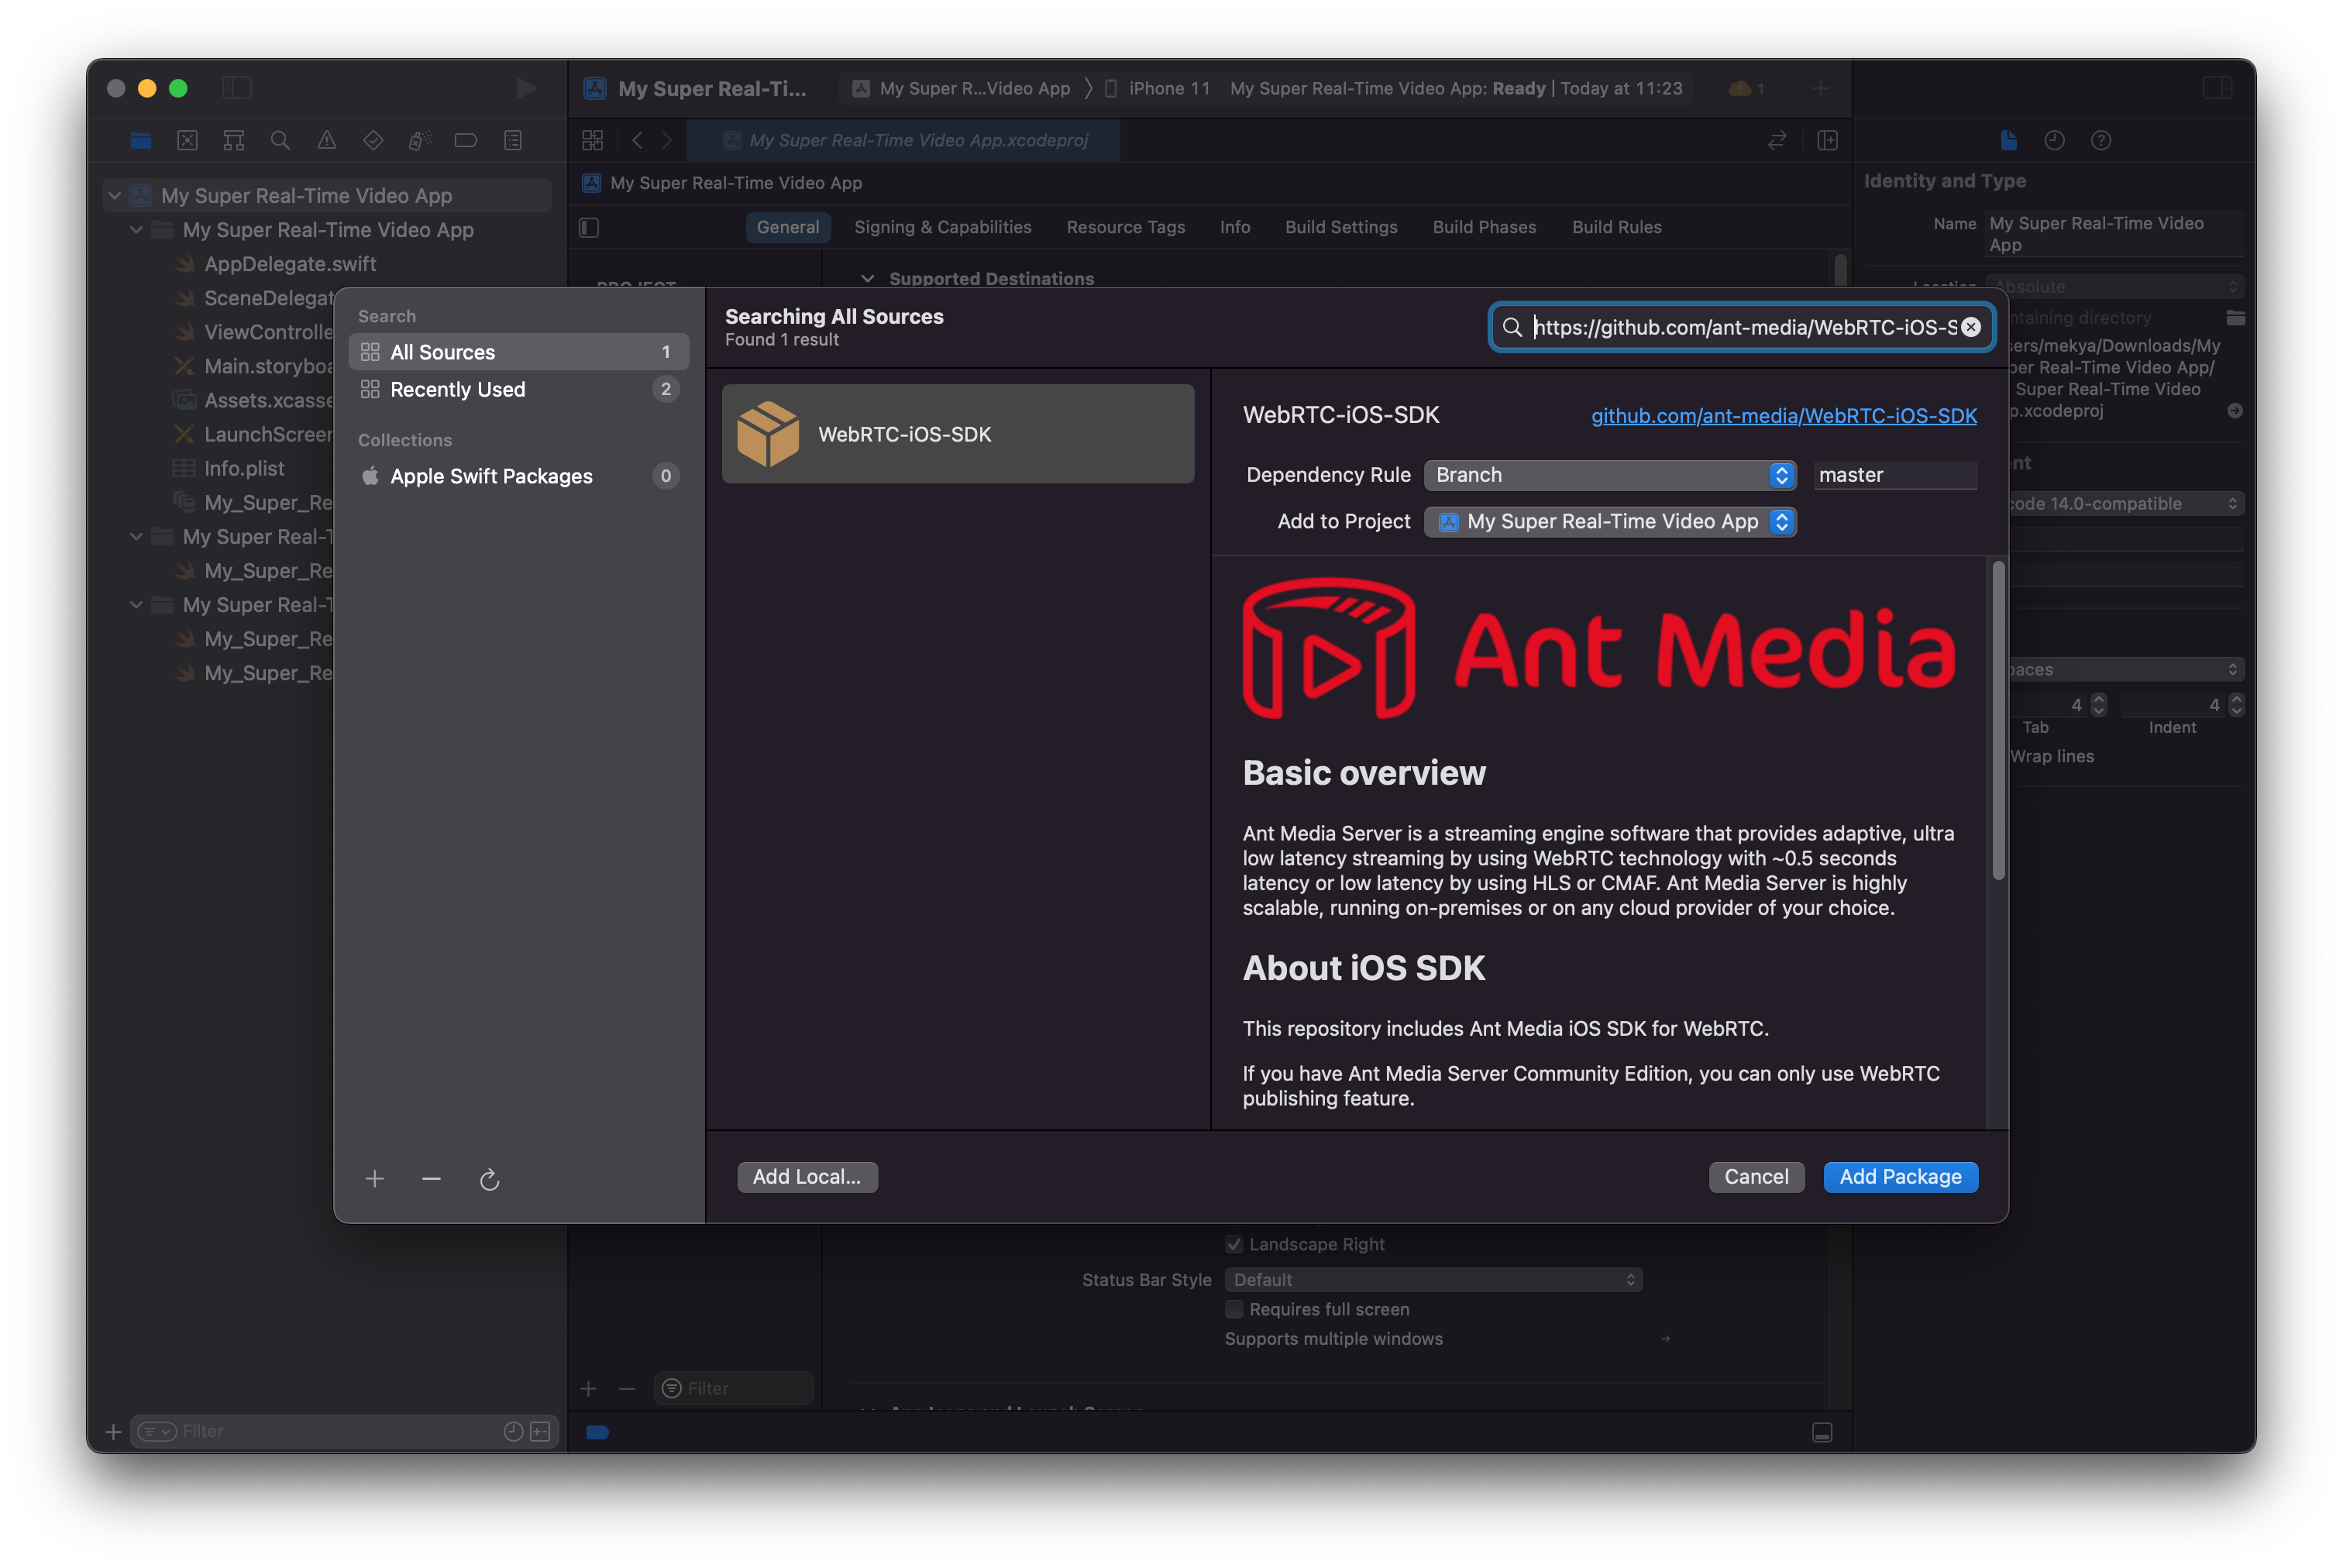 My Super Real-Ti...
My Super R...Video App
iPhone 11
My Super Real-Time Video App: Ready | Today at 11:23
1
My Super Real-Time Video App.xcodeproj
My Super Real-Time Video App
General
Signing & Capabilities
Resource Tags
Info
Build Settings
Build Phases
Build Rules
PROJECT
Supported Destinations
My Super Real-Time Video App
My Super Real-Time Video App
AppDelegate.swift
SceneDelegat
ViewControlle
Main.storyboa
Assets.xcasse
LaunchScreen
Info.plist
My_Super_Re
My Super Real-T
My_Super_Re
My Super Real-T
My_Super_Re
My_Super_Re
Search
All Sources
1
Recently Used
2
Collections
Apple Swift Packages
0
Searching All Sources
Found 1 result
https://github.com/ant-media/WebRTC-iOS-S
WebRTC-iOS-SDK
WebRTC-iOS-SDK
github.com/ant-media/WebRTC-iOS-SDK
Dependency Rule
Branch
master
Add to Project
My Super Real-Time Video App
Ant Media
Basic overview
Ant Media Server is a streaming engine software that provides adaptive, ultra
low latency streaming by using WebRTC technology with ~0.5 seconds
latency or low latency by using HLS or CMAF. Ant Media Server is highly
scalable, running on-premises or on any cloud provider of your choice.
About iOS SDK
This repository includes Ant Media iOS SDK for WebRTC.
If you have Ant Media Server Community Edition, you can only use WebRTC
publishing feature.
Add Local...
Cancel
Add Package
Landscape Right
Status Bar Style
Default
Requires full screen
Supports multiple windows
Filter
App Icons and Launch Screen
Filter
Identity and Type
Name
My Super Real-Time Video
App
Location
Absolute
ntaining directory
sers/mekya/Downloads/My
per Real-Time Video App/
Super Real-Time Video
p.xcodeproj
nt
code 14.0-compatible
paces
4
4
Tab
Indent
Wrap lines